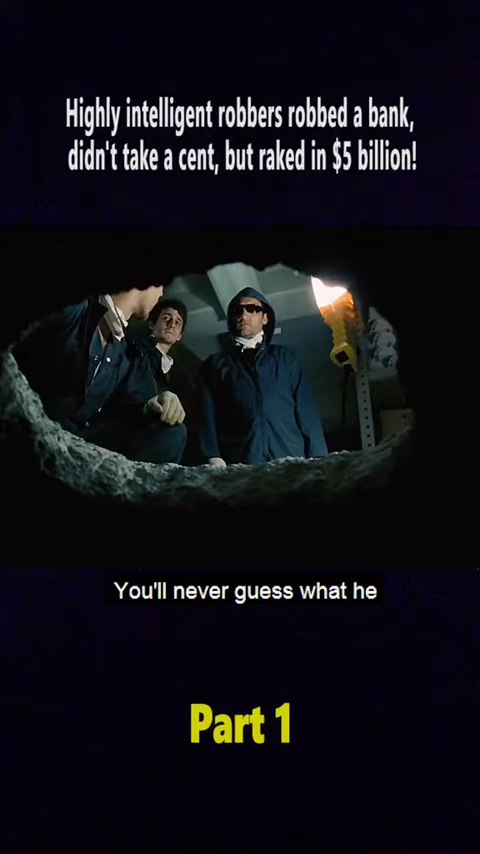 Highly intelligent robbers robbed a bank,
didn't take a cent, but raked in $5 billion!
You'll never guess what he
Part 1